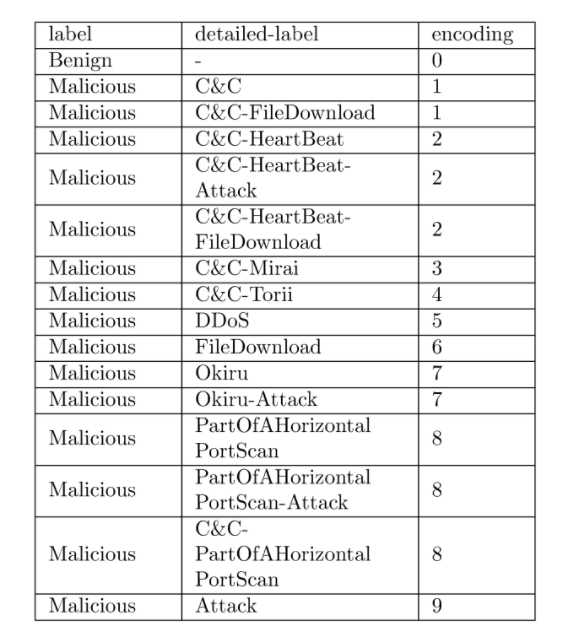 label detailed-label encoding
Benign - 0
Malicious C&C 1
Malicious C&C-FileDownload 1
Malicious C&C-HeartBeat 2
Malicious C&C-HeartBeat-
Attack 2
Malicious C&C-HeartBeat-
FileDownload 2
Malicious C&C-Mirai 3
Malicious C&C-Torii 4
Malicious DDoS 5
Malicious FileDownload 6
Malicious Okiru 7
Malicious Okiru-Attack 7
Malicious PartOfAHorizontal
PortScan 8
Malicious PartOfAHorizontal
PortScan-Attack 8
C&C-
Malicious PartOfAHorizontal 8
PortScan
Malicious Attack 9